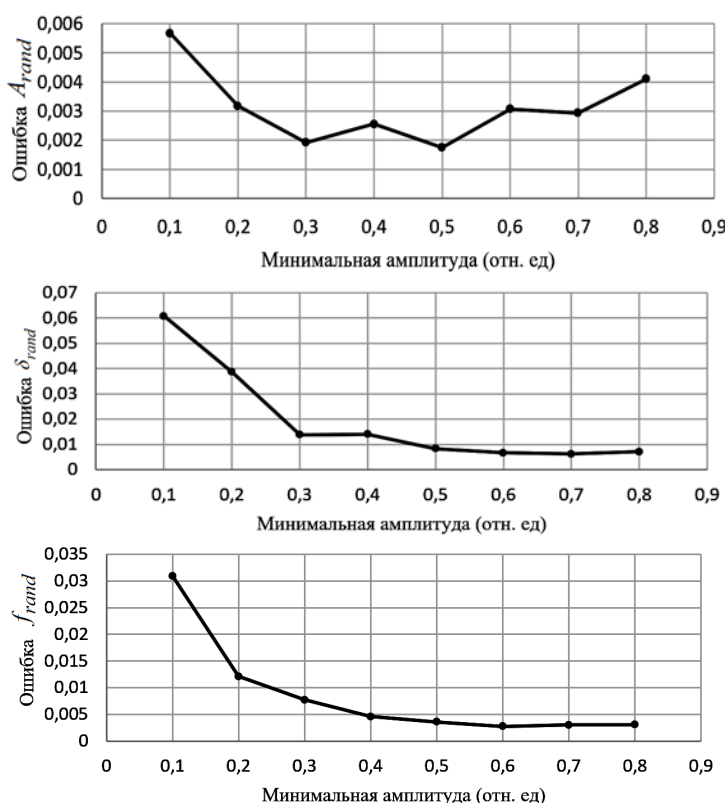 0,006
0,005
0,004
0,003
0,002
0,001
0
Ошибка A_rand
0 0,1 0,2 0,3 0,4 0,5 0,6 0,7 0,8 0,9
Минимальная амплитуда (отн. ед)
0,07
0,06
0,05
0,04
0,03
0,02
0,01
0
Ошибка δ_rand
0 0,1 0,2 0,3 0,4 0,5 0,6 0,7 0,8 0,9
Минимальная амплитуда (отн. ед)
0,035
0,03
0,025
0,02
0,015
0,01
0,005
0
Ошибка f_rand
0 0,1 0,2 0,3 0,4 0,5 0,6 0,7 0,8 0,9
Минимальная амплитуда (отн. ед)